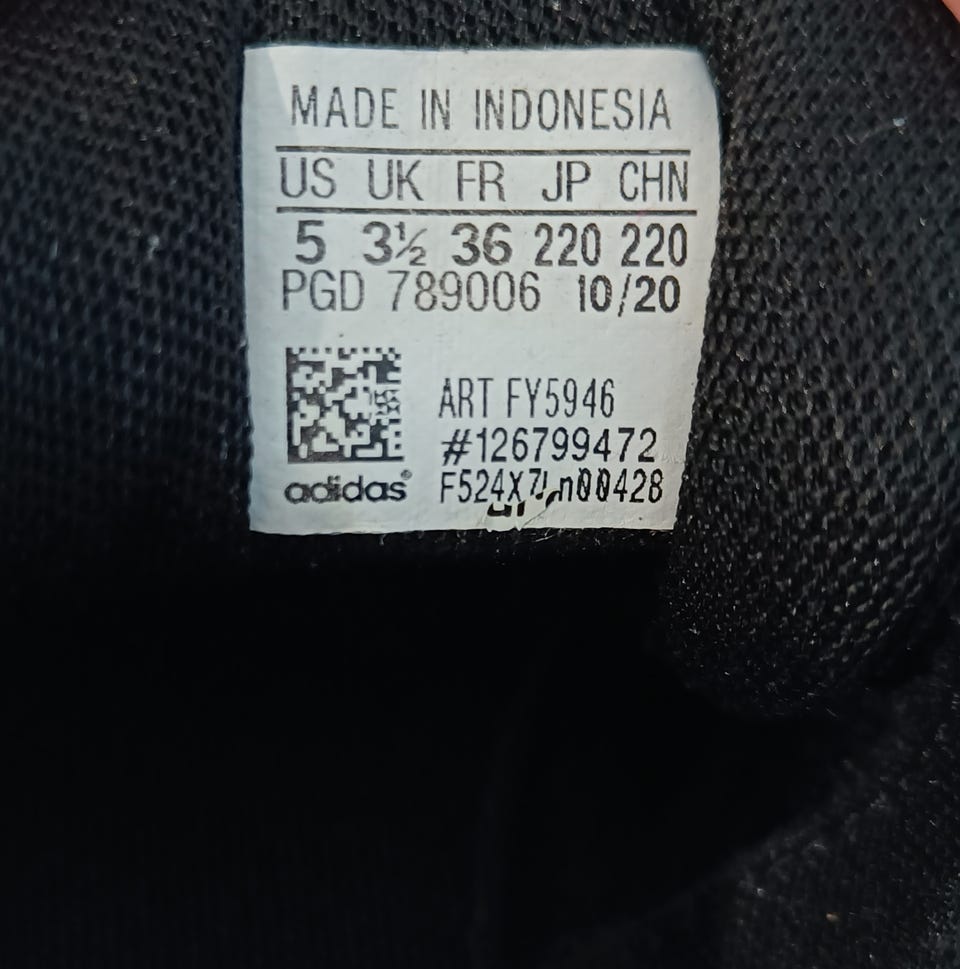 MADE IN INDONESIA
US UK FR JP CHN
5 3½ 36 220 220
PGD 789006 10/20
ART FY5946
#126799472
adidas®